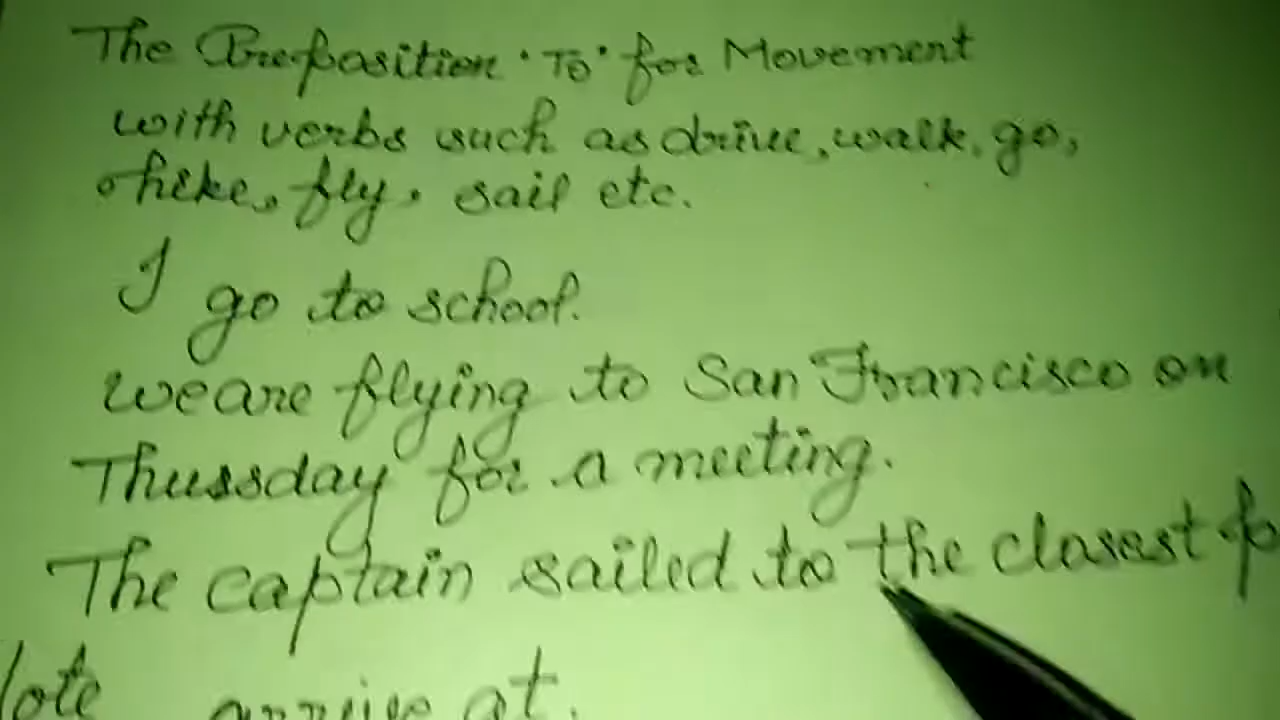 The Preposition "To" for Movement
with verbs such as drive, walk, go,
hike, fly, sail etc.
I go to school.
we are flying to San Francisco on
Thussday for a meeting.
The captain sailed to the closest
arrive at.